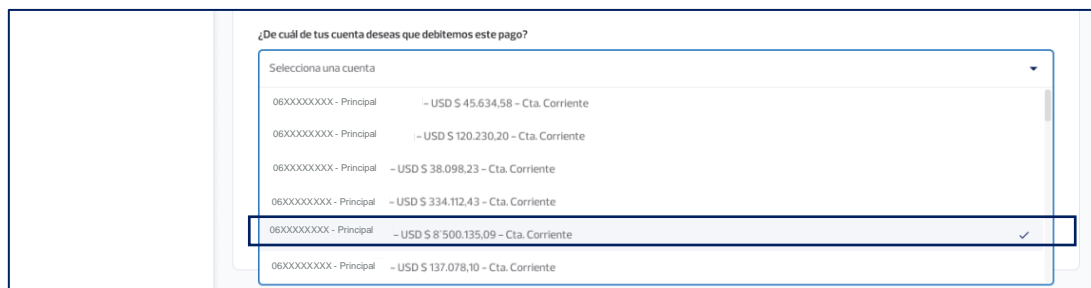 ¿De cuál de tus cuenta deseas que debitemos este pago?
Selecciona una cuenta
06XXXXXXXX - Principal – USD $ 45.634,58 – Cta. Corriente
06XXXXXXXX - Principal – USD $ 120.230,20 – Cta. Corriente
06XXXXXXXX - Principal – USD $ 38.098,23 – Cta. Corriente
06XXXXXXXX - Principal – USD $ 334.112,43 – Cta. Corriente
06XXXXXXXX - Principal – USD $ 8´500.135,09 – Cta. Corriente
06XXXXXXXX - Principal – USD $ 137.078,10 – Cta. Corriente